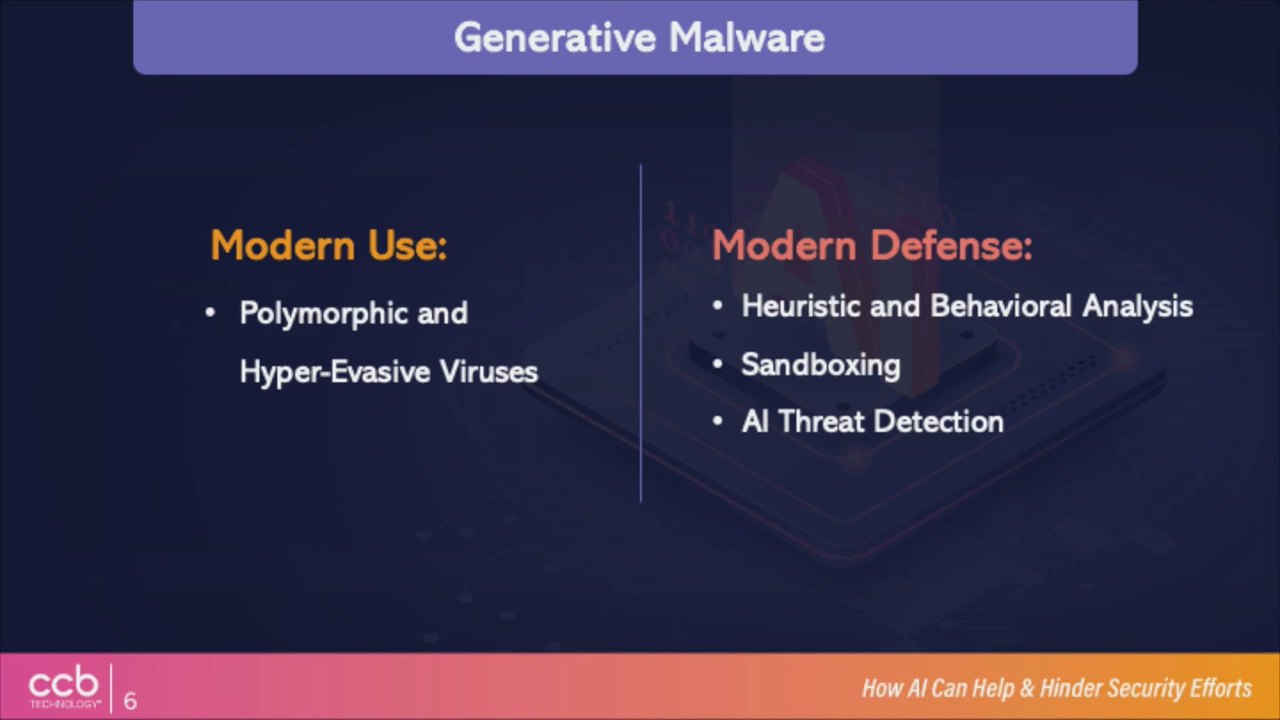 Generative Malware
Modern Use:
• Polymorphic and
Hyper-Evasive Viruses
Modern Defense:
• Heuristic and Behavioral Analysis
• Sandboxing
• AI Threat Detection
ccb
TECHNOLOGY
6
How AI Can Help & Hinder Security Efforts